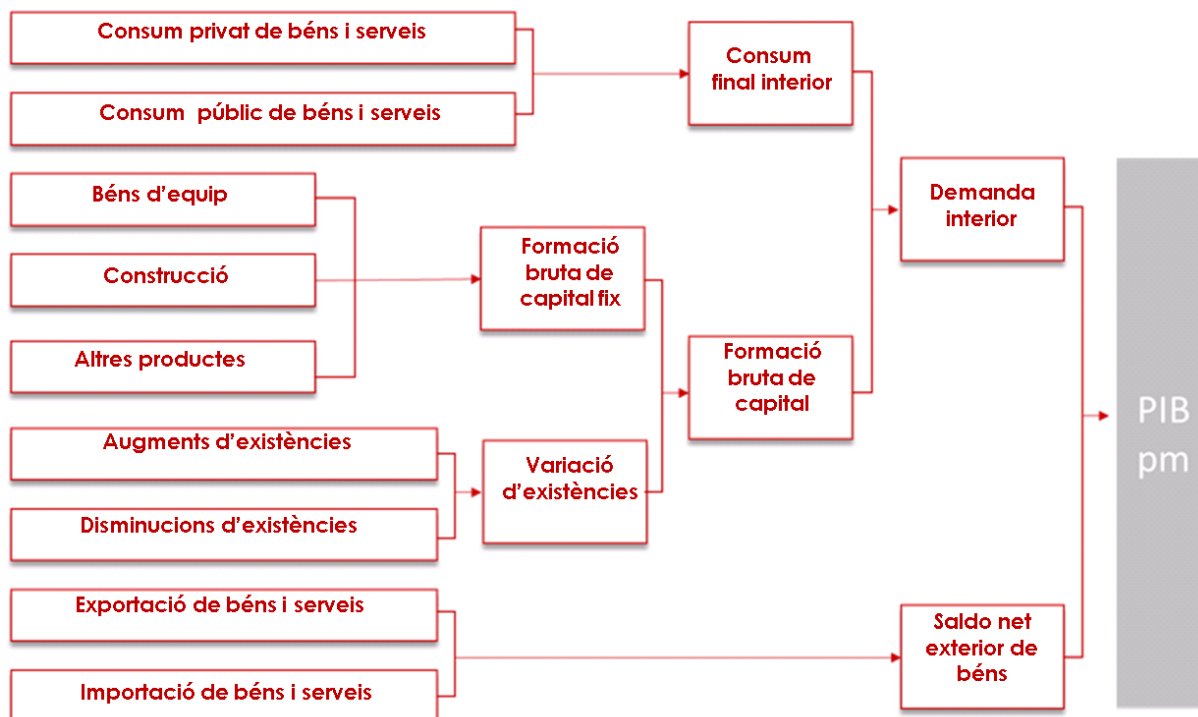 Consum privat de béns i serveis
Consum públic de béns i serveis
Consum
final interior
Béns d'equip
Construcció
Altres productes
Formació
bruta de
capital fix
Demanda
interior
Augments d'existències
Disminucions d'existències
Variació
d'existències
Formació
bruta de
capital
Exportació de béns i serveis
Importació de béns i serveis
Saldo net
exterior de
béns
PIB
pm